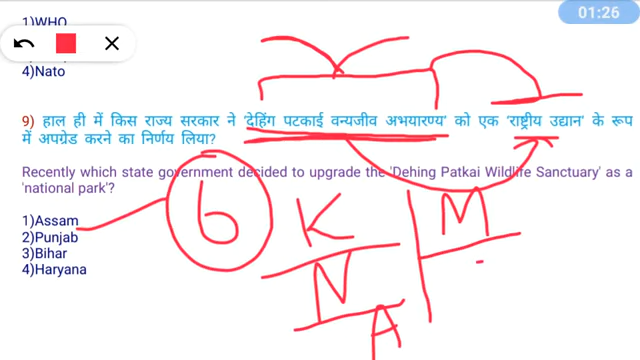 01:26
1)WHO
4)Nato
9) हाल ही में किस राज्य सरकार ने 'देहिंग पटकाई वन्यजीव अभयारण्य' को एक 'राष्ट्रीय उद्यान' के रूप
में अपग्रेड करने का निर्णय लिया?
Recently which state government decided to upgrade the 'Dehing Patkai Wildlife Sanctuary' as a
'national park'?
1)Assam
2)Punjab
3)Bihar
4)Haryana
6
K
M
N
A